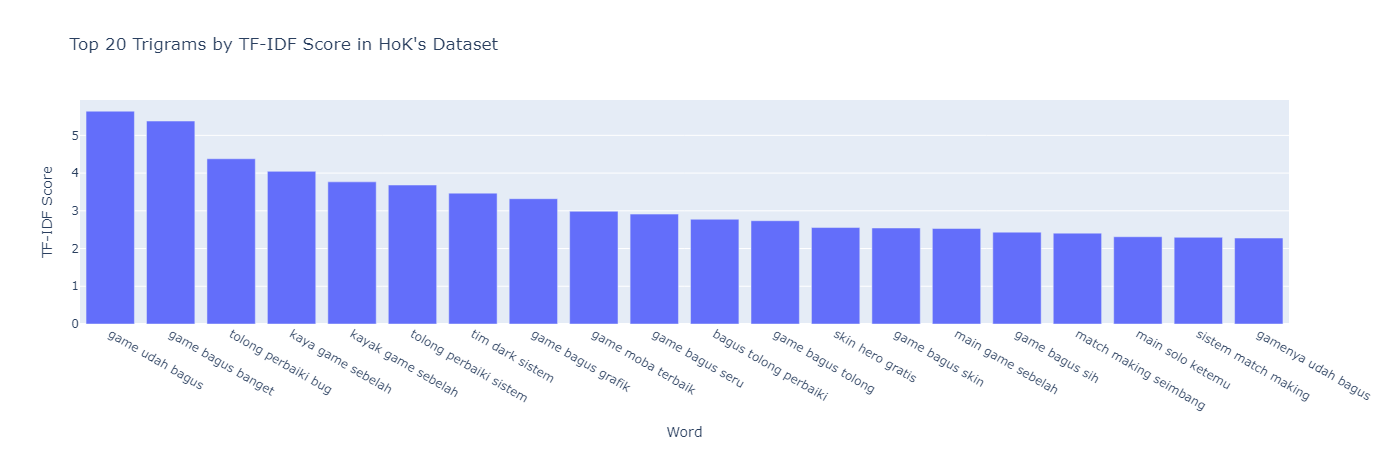 Top 20 Trigrams by TF-IDF Score in HoK's Dataset
TF-IDF Score
5
4
3
2
1
0
game udah bagus
game bagus banget
tolong perbaiki bug
kaya game sebelah
kayak game sebelah
tolong perbaiki sistem
tim dark sistem
game bagus grafik
game moba terbaik
game bagus seru
bagus tolong perbaiki
game bagus tolong
skin hero gratis
game bagus skin
main game sebelah
game bagus sih
match making seimbang
main solo ketemu
sistem match making
gamenya udah bagus
Word